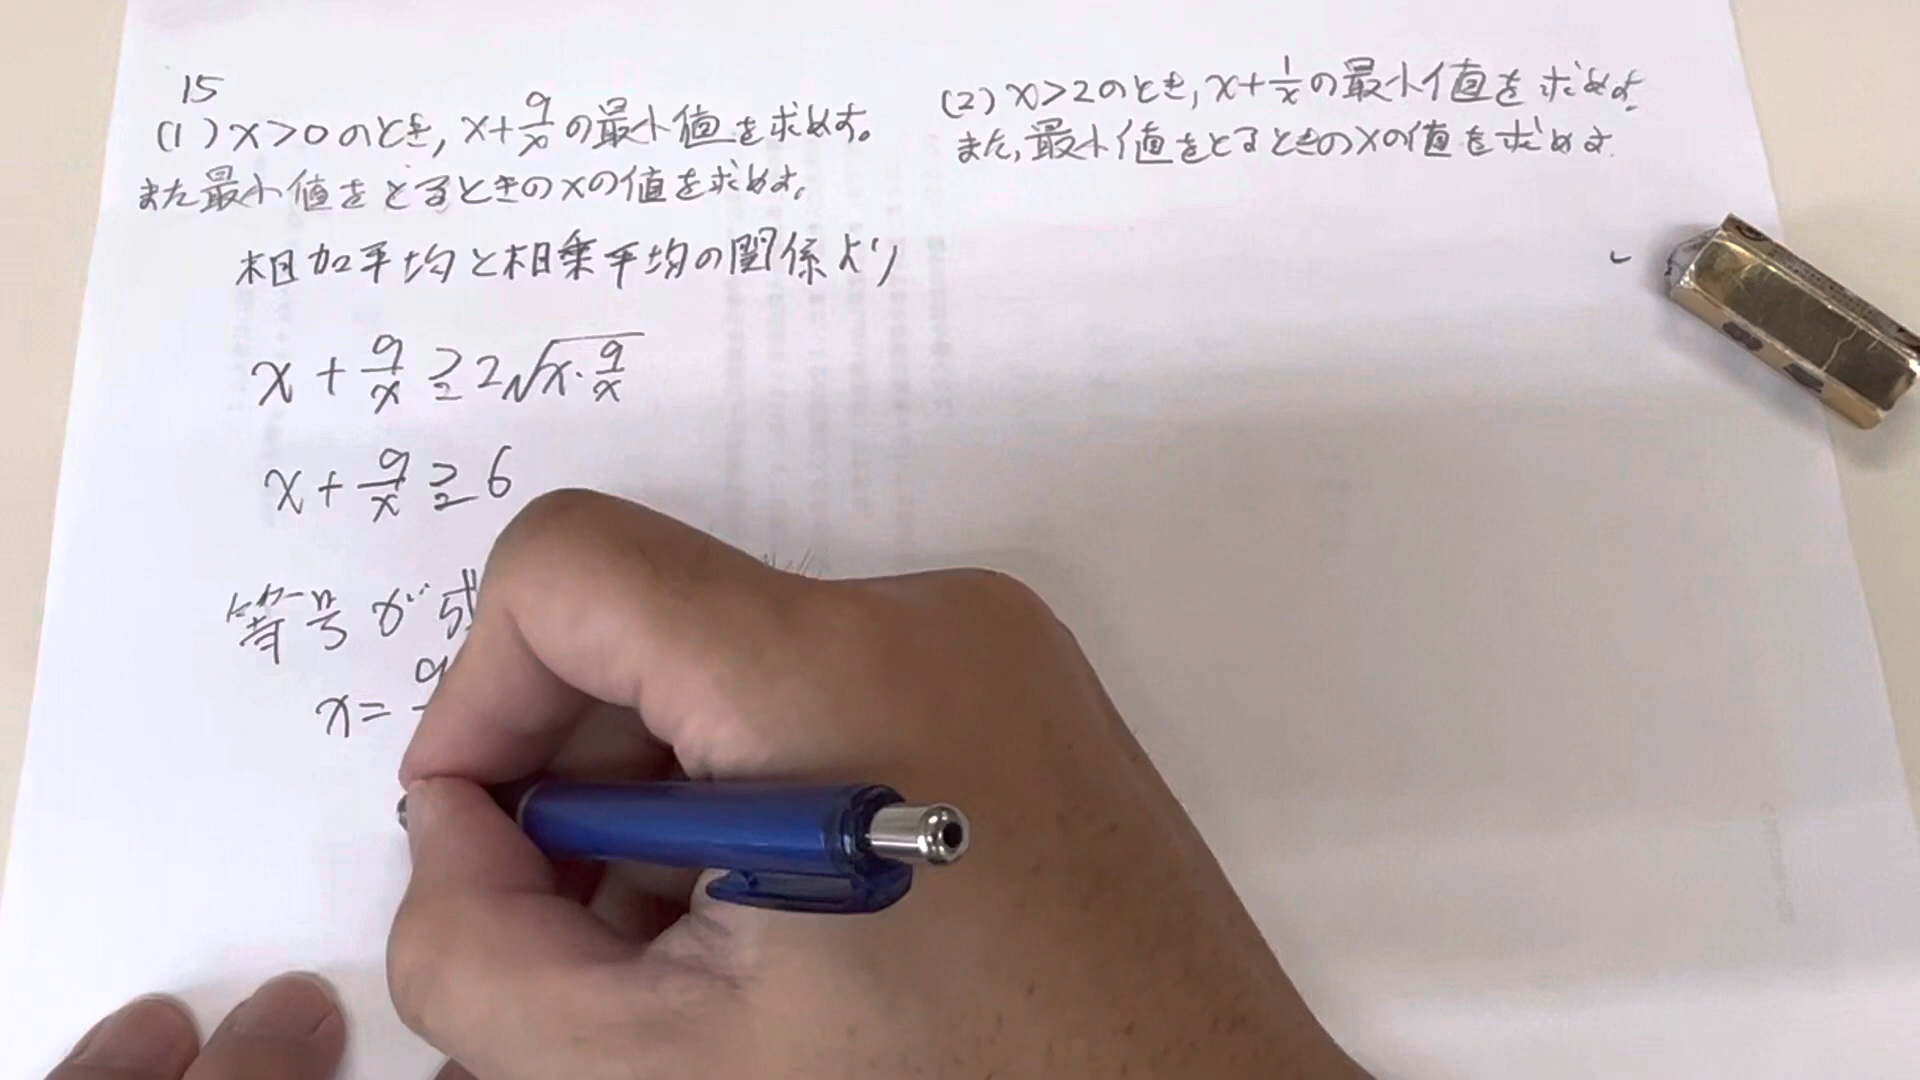 15
(1) x>0のとき, x+9/xの最小値を求めよ。
また最小値をとるときのxの値を求めよ。
相加平均と相乗平均の関係より
x + 9/x ≧ 2√x・9/x
x + 9/x ≧ 6
等号が成
x = 9
(2) x>2のとき, x+1/xの最小値を求めよ。
また, 最小値をとるときのxの値を求めよ.